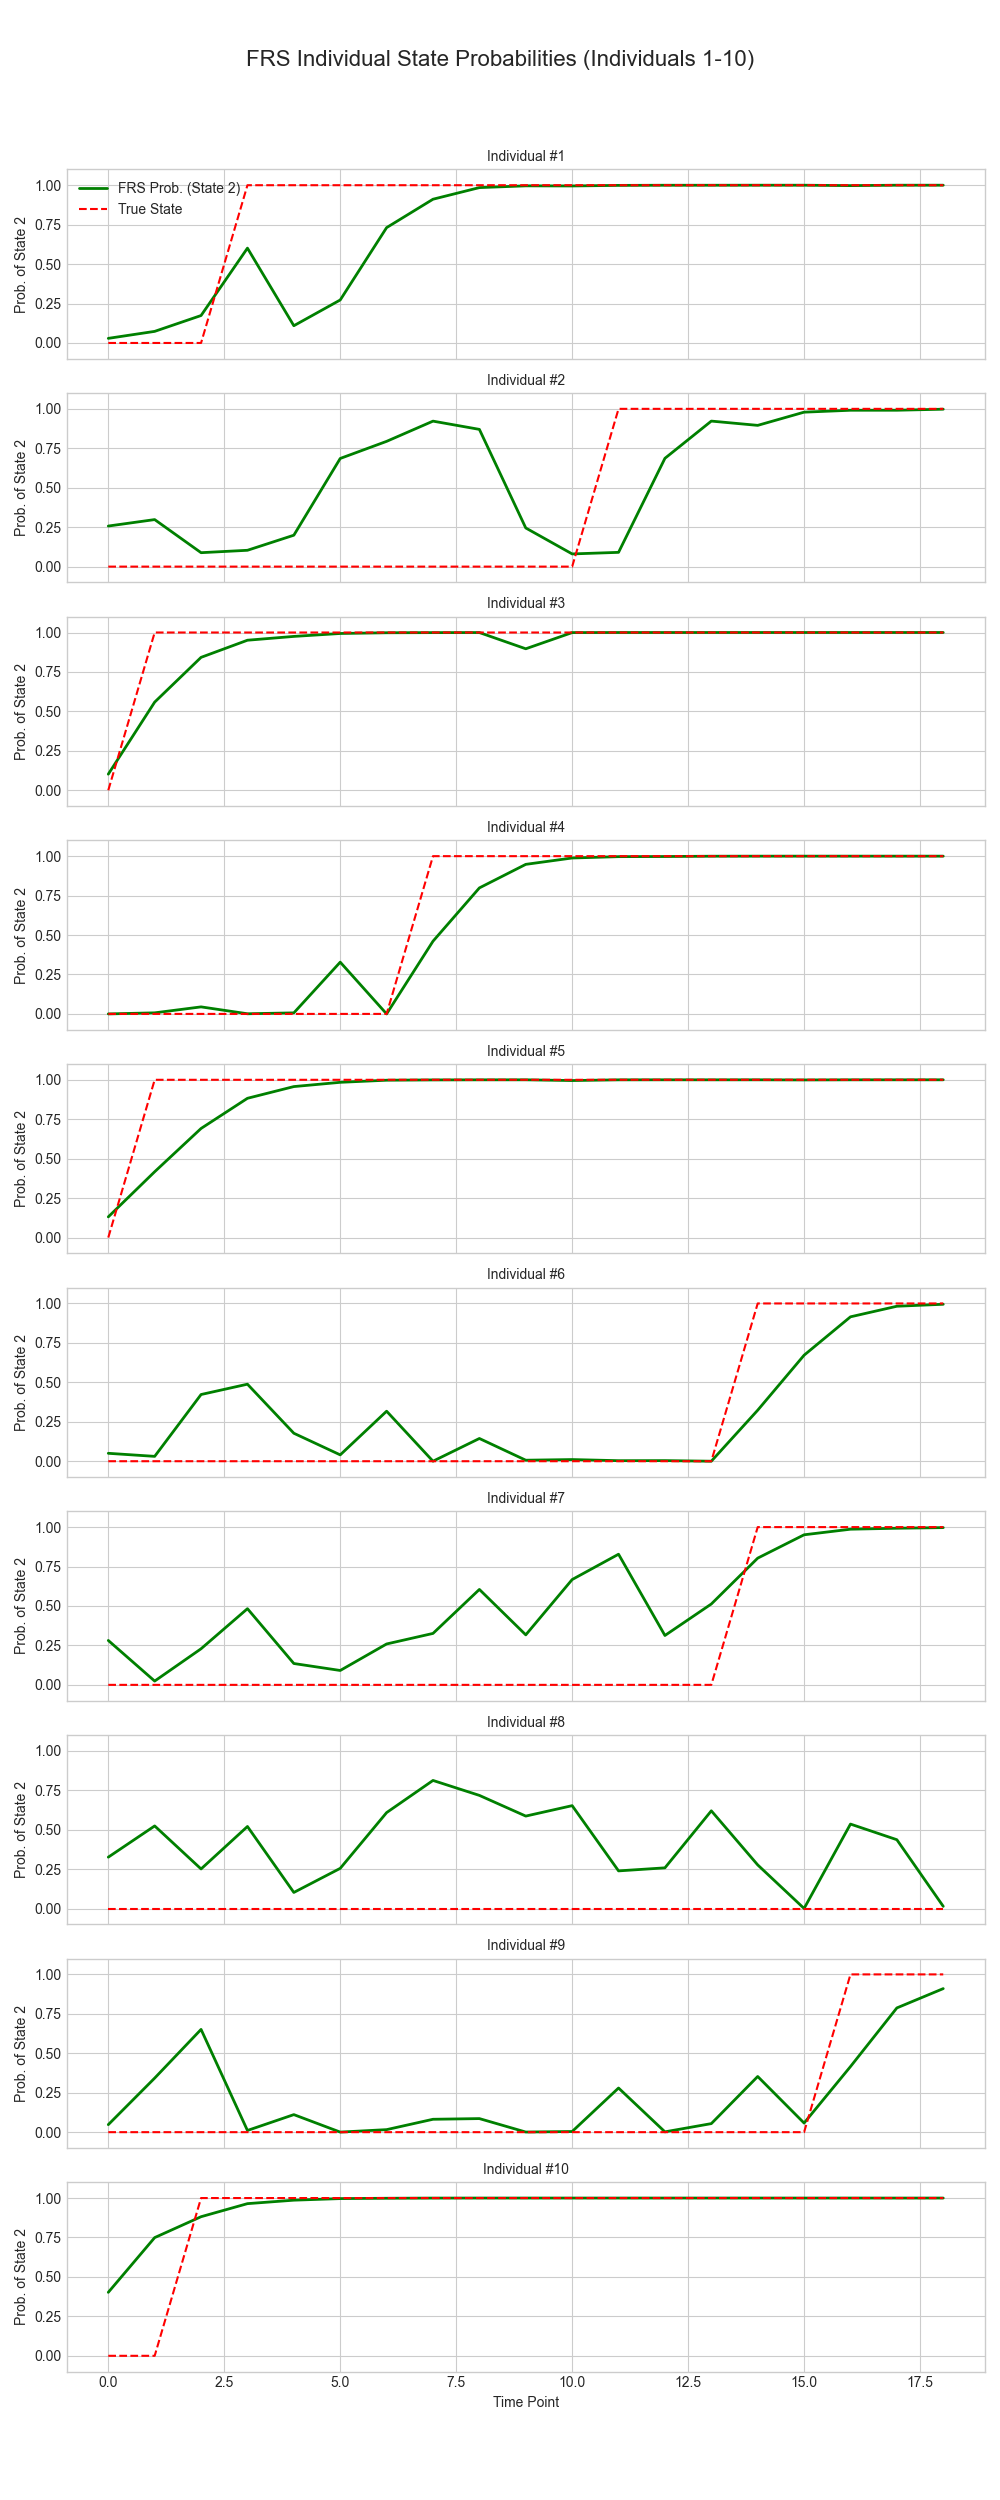 FRS Individual State Probabilities (Individuals 1-10)
Individual #1
Prob. of State 2
1.00
0.75
0.50
0.25
0.00
FRS Prob. (State 2)
True State
Individual #2
Prob. of State 2
1.00
0.75
0.50
0.25
0.00
Individual #3
Prob. of State 2
1.00
0.75
0.50
0.25
0.00
Individual #4
Prob. of State 2
1.00
0.75
0.50
0.25
0.00
Individual #5
Prob. of State 2
1.00
0.75
0.50
0.25
0.00
Individual #6
Prob. of State 2
1.00
0.75
0.50
0.25
0.00
Individual #7
Prob. of State 2
1.00
0.75
0.50
0.25
0.00
Individual #8
Prob. of State 2
1.00
0.75
0.50
0.25
0.00
Individual #9
Prob. of State 2
1.00
0.75
0.50
0.25
0.00
Individual #10
Prob. of State 2
1.00
0.75
0.50
0.25
0.00
0.0 2.5 5.0 7.5 10.0 12.5 15.0 17.5
Time Point